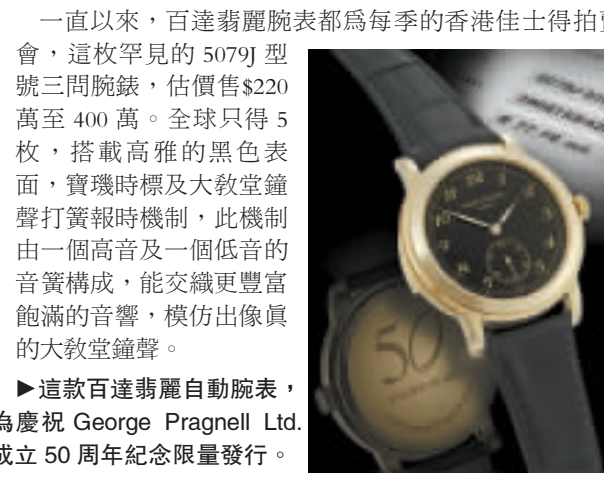 一直以來，百達翡麗腕表都為每季的香港佳士得拍
會，這枚罕見的 5079J 型
號三問腕錶，估價售$220
萬至 400 萬。全球只得 5
枚，搭載高雅的黑色表
面，寶璣時標及大教堂鐘
聲打簧報時機制，此機制
由一個高音及一個低音的
音簧構成，能交織更豐富
飽滿的音響，模仿出像真
的大教堂鐘聲。
▶這款百達翡麗自動腕表，
為慶祝 George Pragnell Ltd.
成立 50 周年紀念限量發行。
50